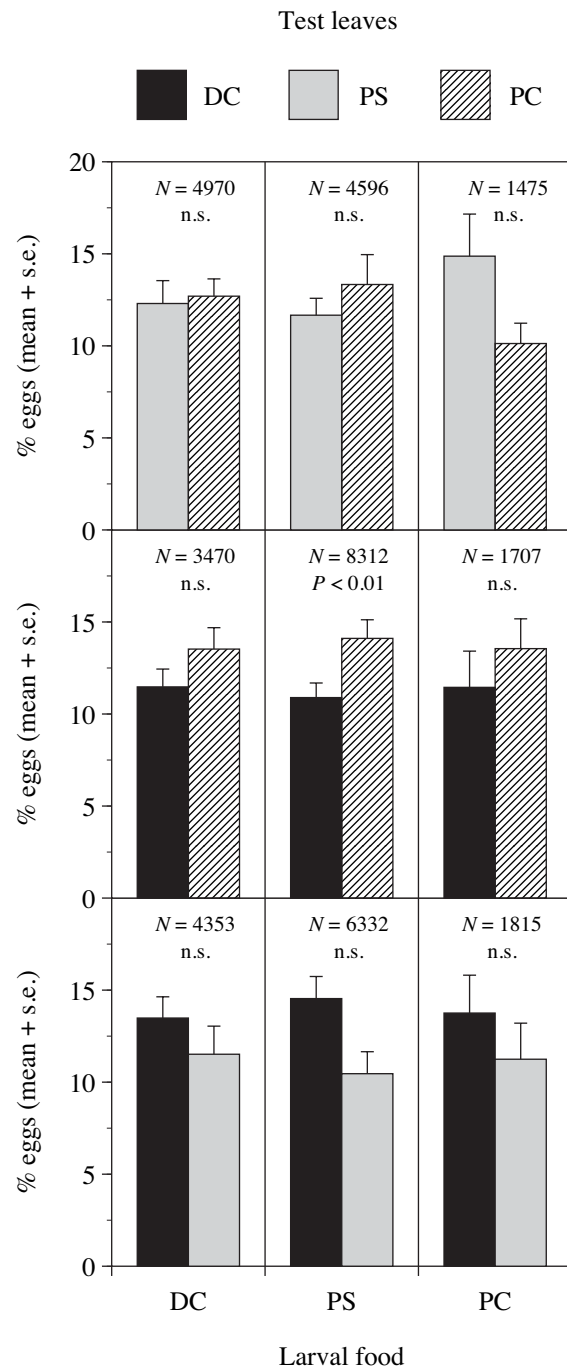 Test leaves
DC PS PC
% eggs (mean + s.e.)
20
15
10
5
0
N = 4970
n.s.
N = 4596
n.s.
N = 1475
n.s.
% eggs (mean + s.e.)
15
10
5
0
N = 3470
n.s.
N = 8312
P < 0.01
N = 1707
n.s.
% eggs (mean + s.e.)
15
10
5
0
N = 4353
n.s.
N = 6332
n.s.
N = 1815
n.s.
DC PS PC
Larval food